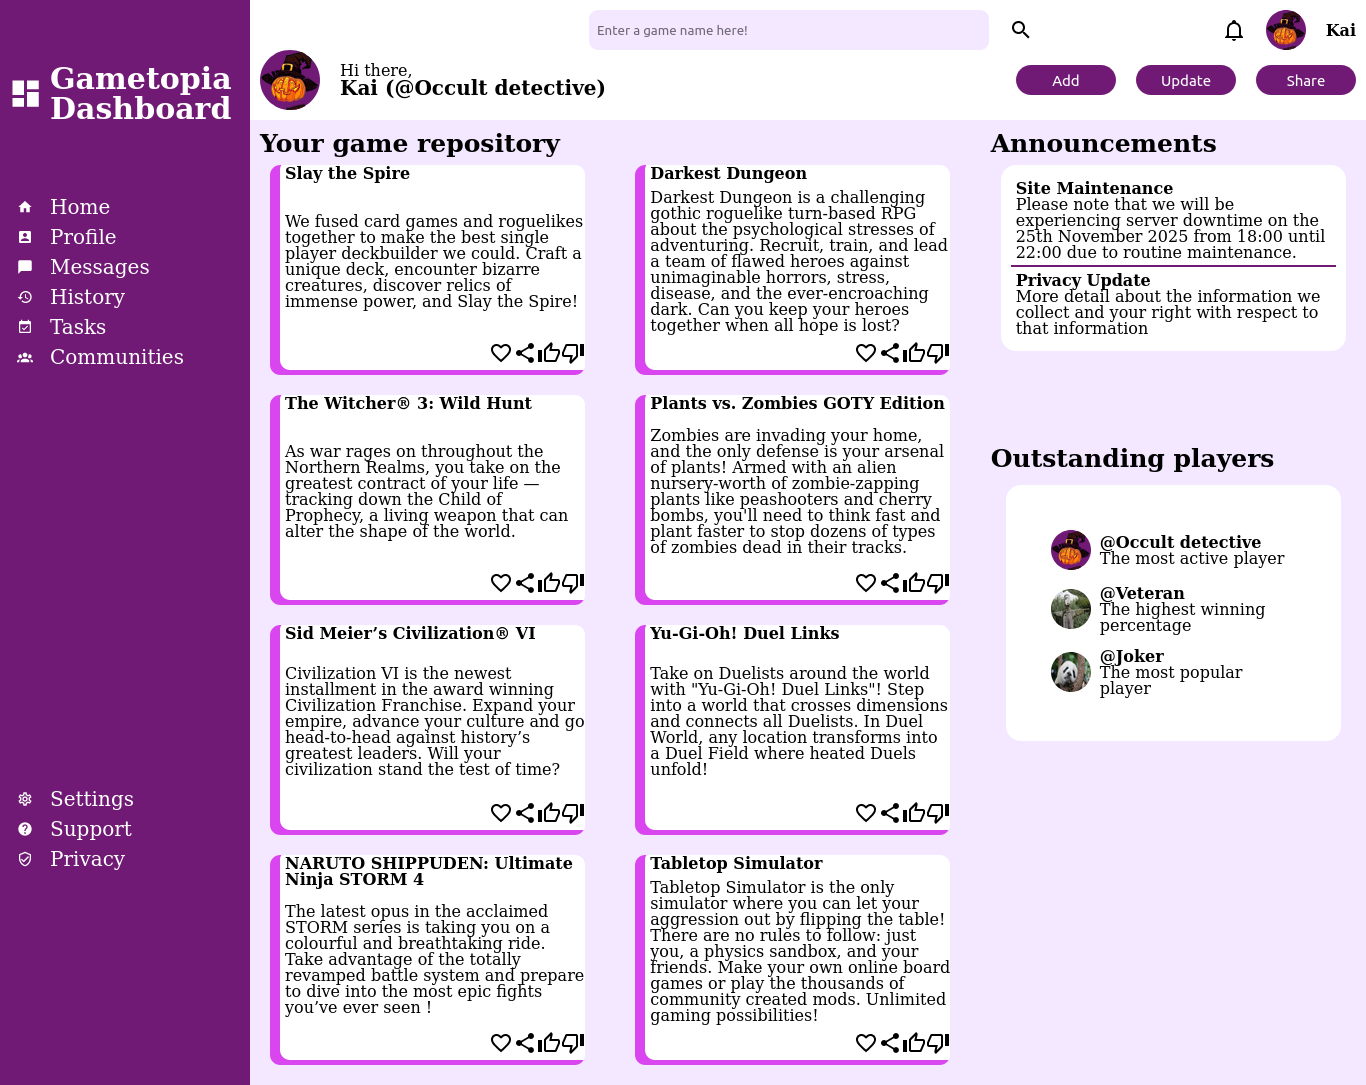 Gametopia
Dashboard
Home
Profile
Messages
History
Tasks
Communities
Settings
Support
Privacy
Enter a game name here!
Kai
Hi there,
Kai (@Occult detective)
Add
Update
Share
Your game repository
Slay the Spire
We fused card games and roguelikes
together to make the best single
player deckbuilder we could. Craft a
unique deck, encounter bizarre
creatures, discover relics of
immense power, and Slay the Spire!
Darkest Dungeon
Darkest Dungeon is a challenging
gothic roguelike turn-based RPG
about the psychological stresses of
adventuring. Recruit, train, and lead
a team of flawed heroes against
unimaginable horrors, stress,
disease, and the ever-encroaching
dark. Can you keep your heroes
together when all hope is lost?
The Witcher® 3: Wild Hunt
As war rages on throughout the
Northern Realms, you take on the
greatest contract of your life —
tracking down the Child of
Prophecy, a living weapon that can
alter the shape of the world.
Plants vs. Zombies GOTY Edition
Zombies are invading your home,
and the only defense is your arsenal
of plants! Armed with an alien
nursery-worth of zombie-zapping
plants like peashooters and cherry
bombs, you'll need to think fast and
plant faster to stop dozens of types
of zombies dead in their tracks.
Sid Meier’s Civilization® VI
Civilization VI is the newest
installment in the award winning
Civilization Franchise. Expand your
empire, advance your culture and go
head-to-head against history’s
greatest leaders. Will your
civilization stand the test of time?
Yu-Gi-Oh! Duel Links
Take on Duelists around the world
with "Yu-Gi-Oh! Duel Links"! Step
into a world that crosses dimensions
and connects all Duelists. In Duel
World, any location transforms into
a Duel Field where heated Duels
unfold!
NARUTO SHIPPUDEN: Ultimate
Ninja STORM 4
The latest opus in the acclaimed
STORM series is taking you on a
colourful and breathtaking ride.
Take advantage of the totally
revamped battle system and prepare
to dive into the most epic fights
you’ve ever seen !
Tabletop Simulator
Tabletop Simulator is the only
simulator where you can let your
aggression out by flipping the table!
There are no rules to follow: just
you, a physics sandbox, and your
friends. Make your own online board
games or play the thousands of
community created mods. Unlimited
gaming possibilities!
Announcements
Site Maintenance
Please note that we will be
experiencing server downtime on the
25th November 2025 from 18:00 until
22:00 due to routine maintenance.
Privacy Update
More detail about the information we
collect and your right with respect to
that information
Outstanding players
@Occult detective
The most active player
@Veteran
The highest winning
percentage
@Joker
The most popular
player